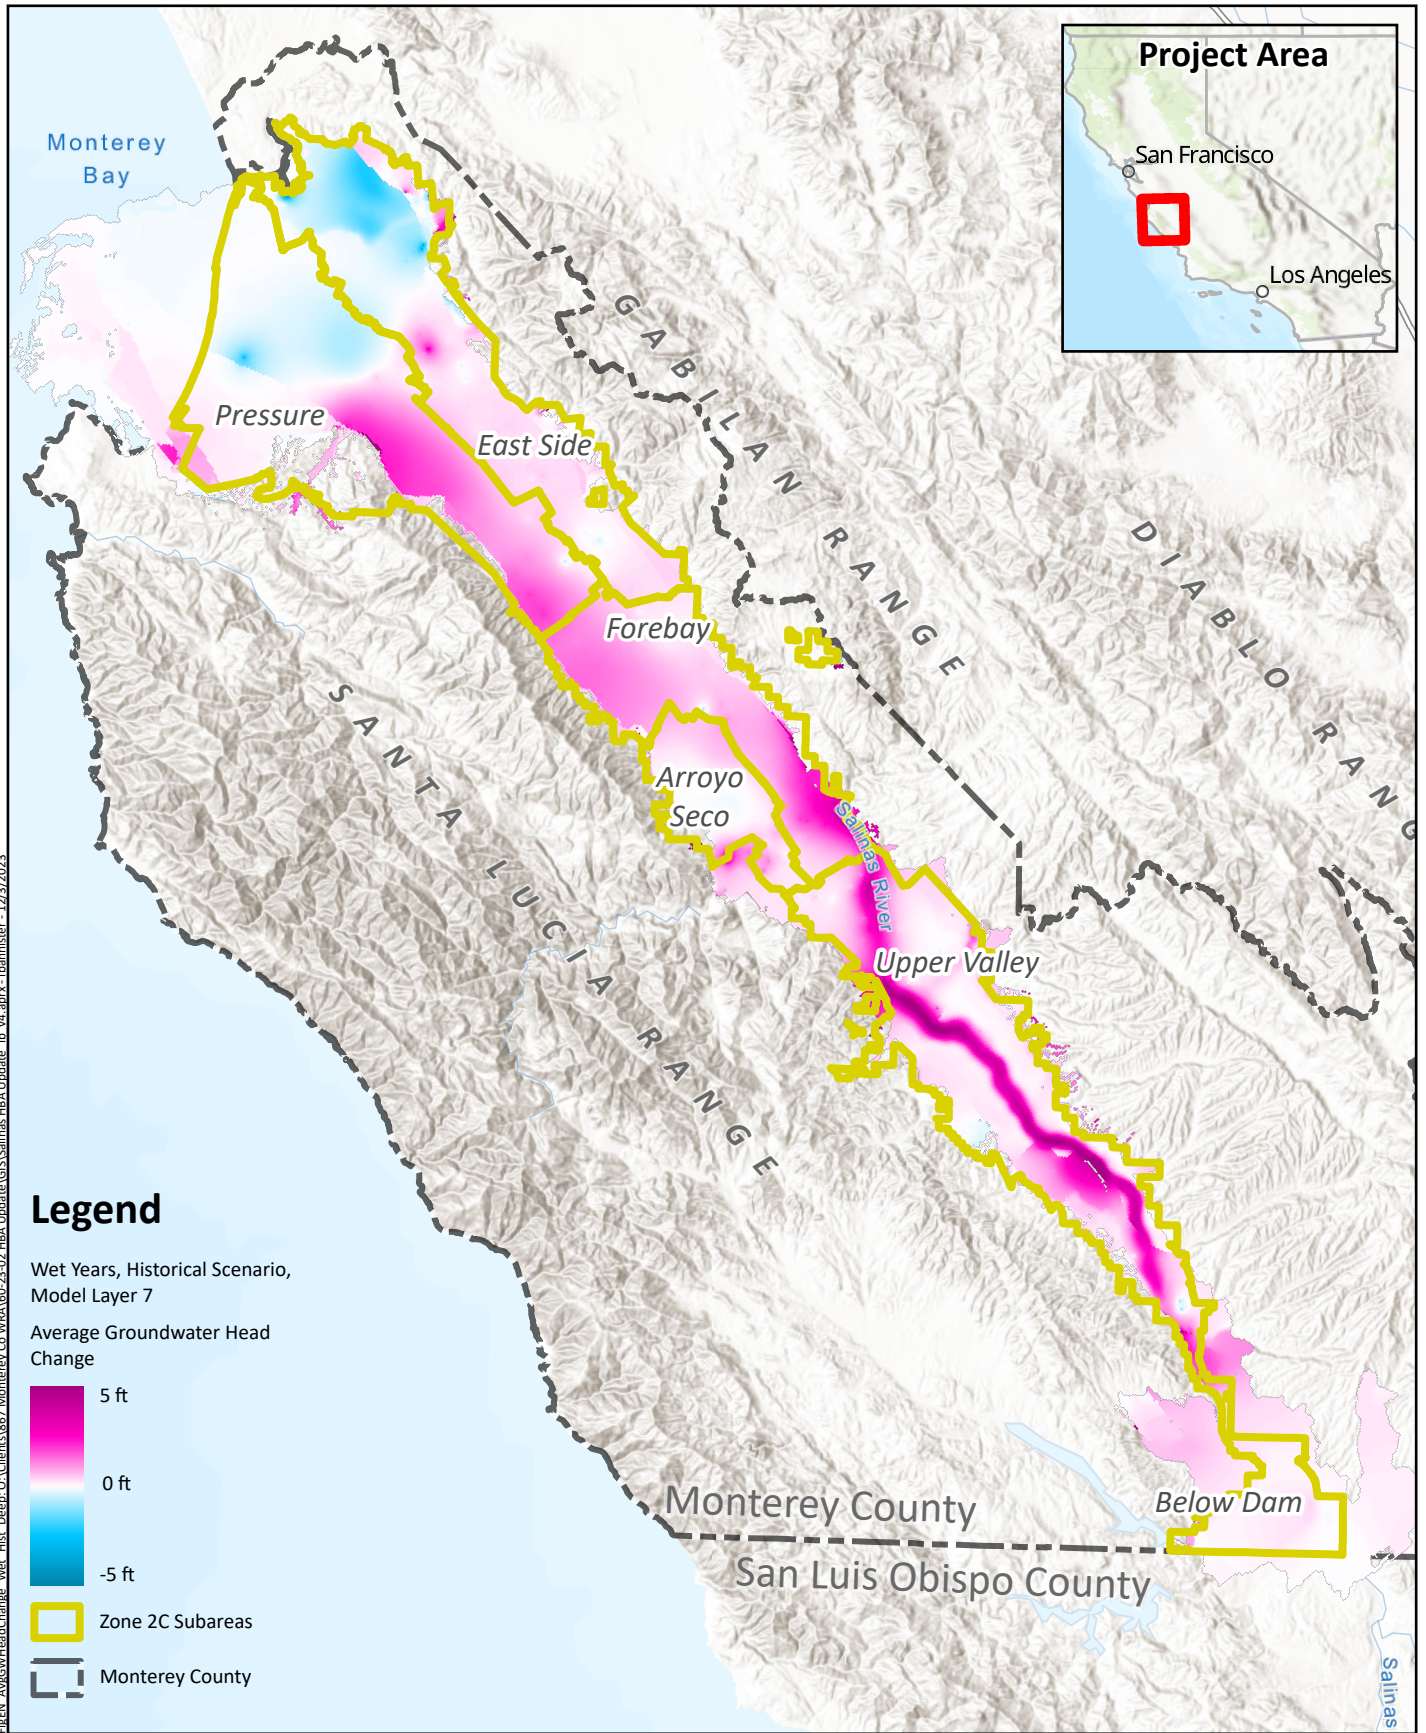 Project Area
San Francisco
Los Angeles
Monterey
Bay
GABILAN RANGE
DIABLO RANG
Pressure
East Side
Forebay
SANTA LUCIA RANGE
Arroyo
Seco
Salinas River
Upper Valley
Below Dam
Monterey County
San Luis Obispo County
Salinas
Legend
Wet Years, Historical Scenario,
Model Layer 7
Average Groundwater Head
Change
5 ft
0 ft
-5 ft
Zone 2C Subareas
Monterey County